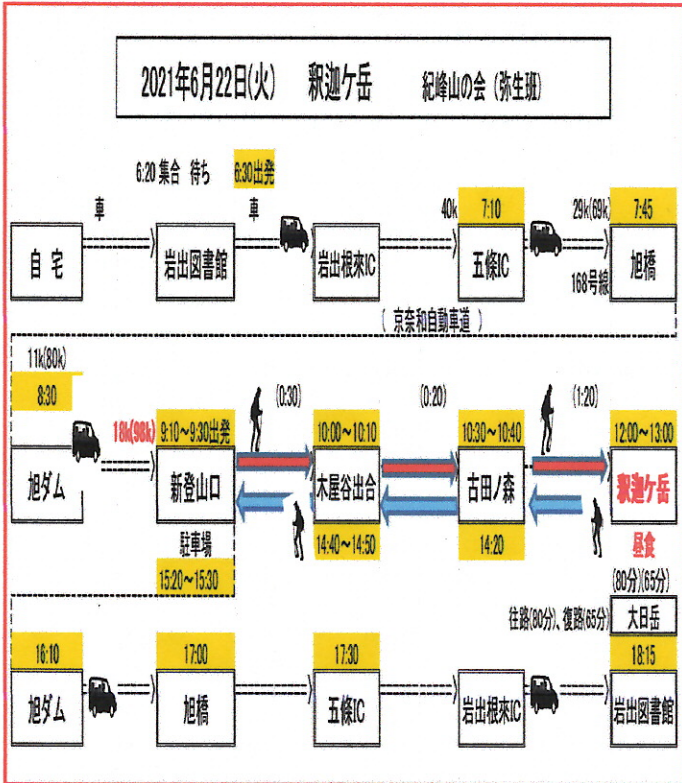 2021年6月22日(火) 釈迦ケ岳 紀峰山の会 (弥生班)
6:20 集合 待ち 6:30出発
車 車 40k 7:10 29k(69k) 7:45
自宅 岩出図書館 岩出根来IC 五條IC 168号線 旭橋
( 京奈和自動車道 )
11k(80k)
8:30 18k(98k) 9:10～9:30出発 (0:30) 10:00～10:10 (0:20) 10:30～10:40 (1:20) 12:00～13:00
旭ダム 新登山口 木屋谷出合 古田ノ森 釈迦ケ岳
駐車場 14:40～14:50 14:20 昼食
15:20～15:30 (80分)(65分)
往路(80分)、復路(65分) 大日岳
16:10 17:00 17:30 18:15
旭ダム 旭橋 五條IC 岩出根来IC 岩出図書館